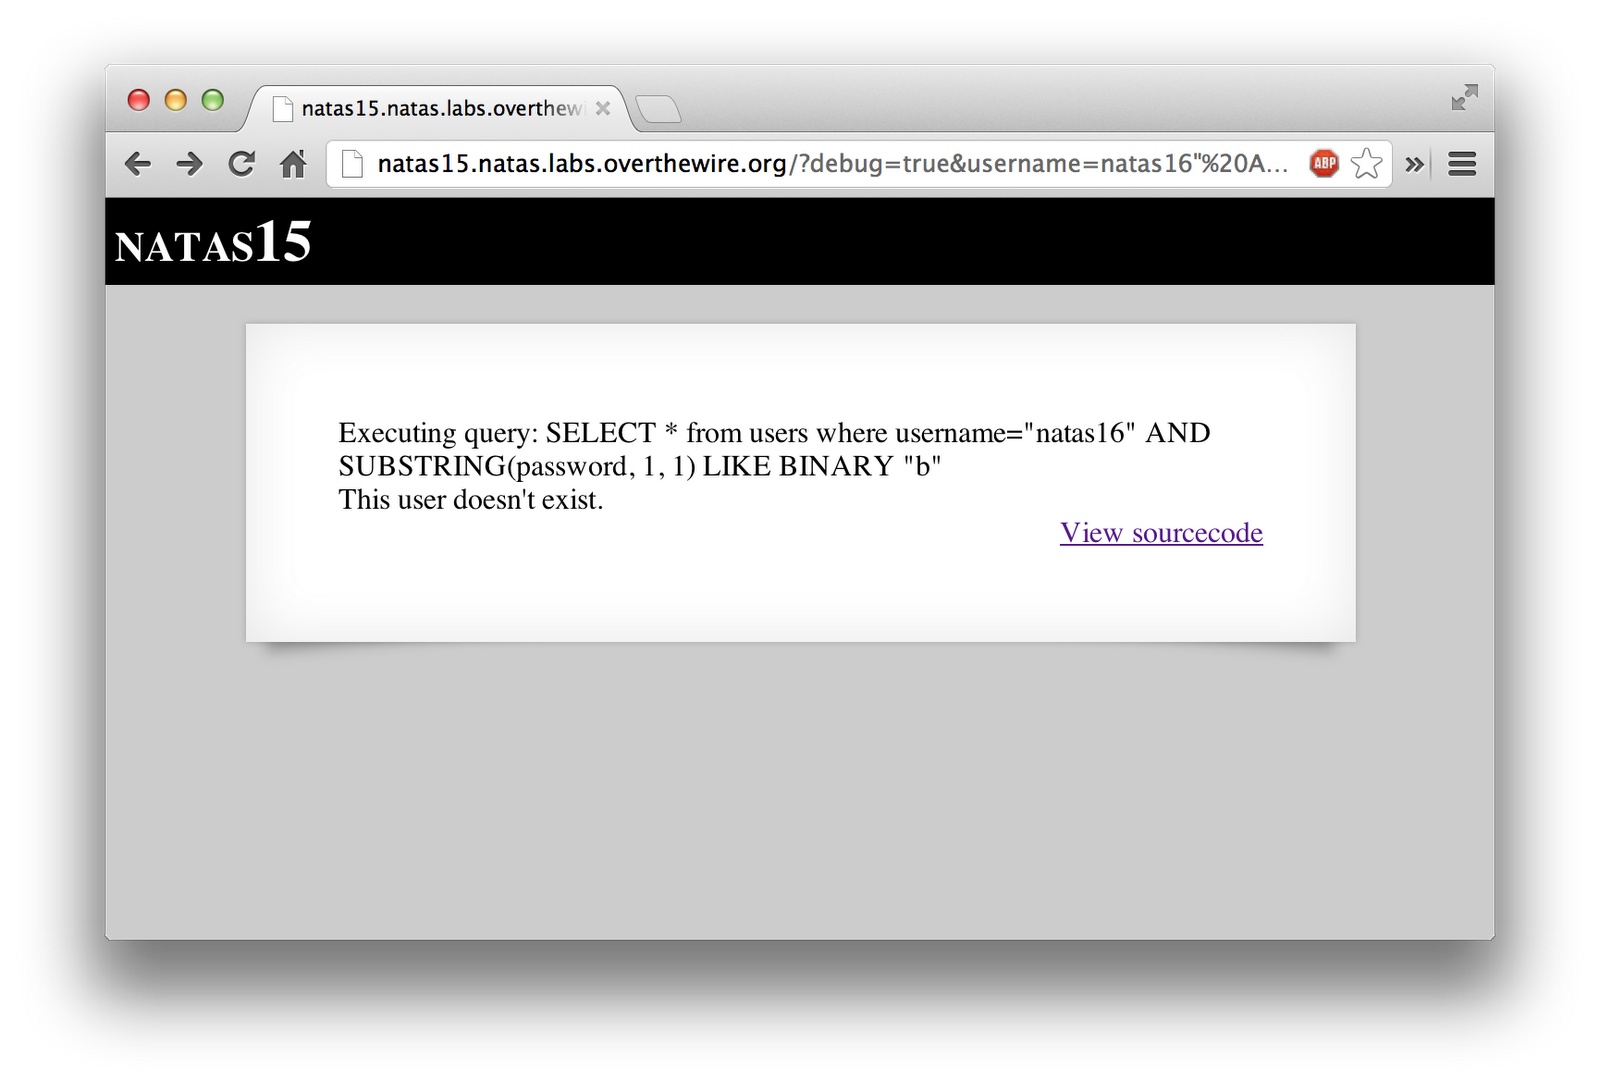 natas15.natas.labs.overthew
natas15.natas.labs.overthewire.org/?debug=true&username=natas16"%20A...
ABP
NATAS15
Executing query: SELECT * from users where username="natas16" AND
SUBSTRING(password, 1, 1) LIKE BINARY "b"
This user doesn't exist.
View sourcecode